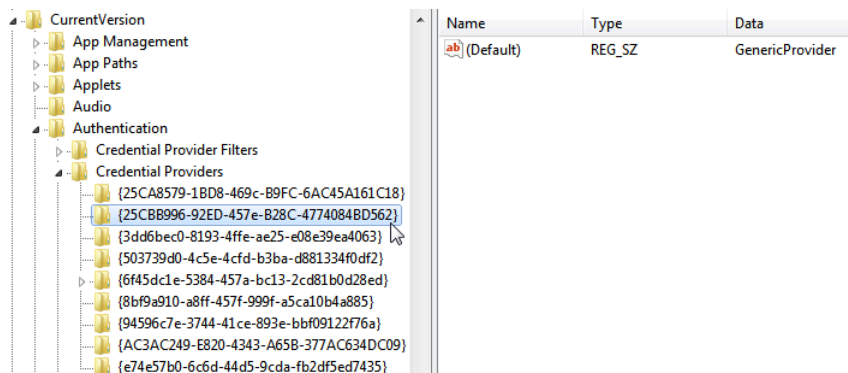 CurrentVersion
App Management
App Paths
Applets
Audio
Authentication
Credential Provider Filters
Credential Providers
{25CA8579-1BD8-469c-B9FC-6AC45A161C18}
{25CBB996-92ED-457e-B28C-4774084BD562}
{3dd6bec0-8193-4ffe-ae25-e08e39ea4063}
{503739d0-4c5e-4cfd-b3ba-d881334f0df2}
{6f45dc1e-5384-457a-bc13-2cd81b0d28ed}
{8bf9a910-a8ff-457f-999f-a5ca10b4a885}
{94596c7e-3744-41ce-893e-bbf09122f76a}
{AC3AC249-E820-4343-A65B-377AC634DC09}
{e74e57b0-6c6d-44d5-9cda-fb2df5ed7435}
Name Type Data
ab (Default) REG_SZ GenericProvider